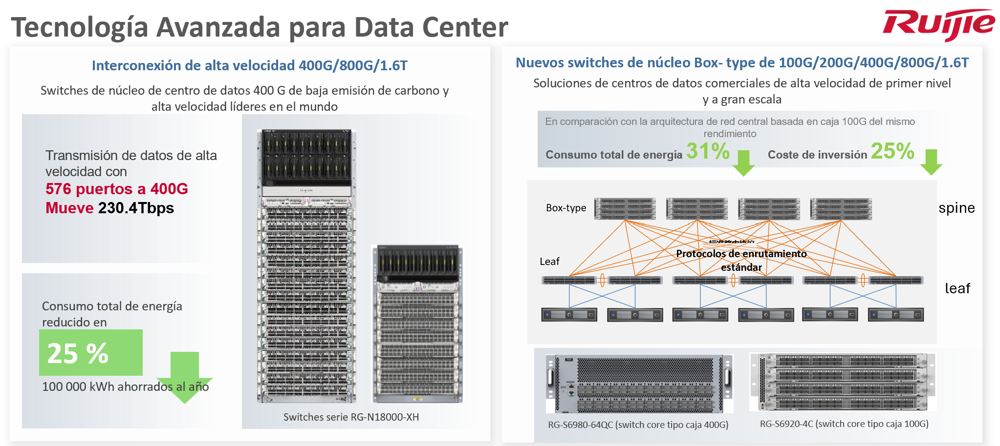 Tecnología Avanzada para Data Center
RUIJIE
Interconexión de alta velocidad 400G/800G/1.6T
Switches de núcleo de centro de datos 400 G de baja emisión de carbono y
alta velocidad líderes en el mundo
Transmisión de datos de alta
velocidad con
576 puertos a 400G
Mueve 230.4Tbps
Consumo total de energía
reducido en
25 %
100 000 kWh ahorrados al año
Switches serie RG-N18000-XH
Nuevos switches de núcleo Box- type de 100G/200G/400G/800G/1.6T
Soluciones de centros de datos comerciales de alta velocidad de primer nivel
y a gran escala
En comparación con la arquitectura de red central basada en caja 100G del mismo
rendimiento
Consumo total de energía 31%
Coste de inversión 25%
Box-type
spine
Protocolos de enrutamiento
estándar
Leaf
leaf
RG-S6980-64QC (switch core tipo caja 400G)
RG-S6920-4C (switch core tipo caja 100G)